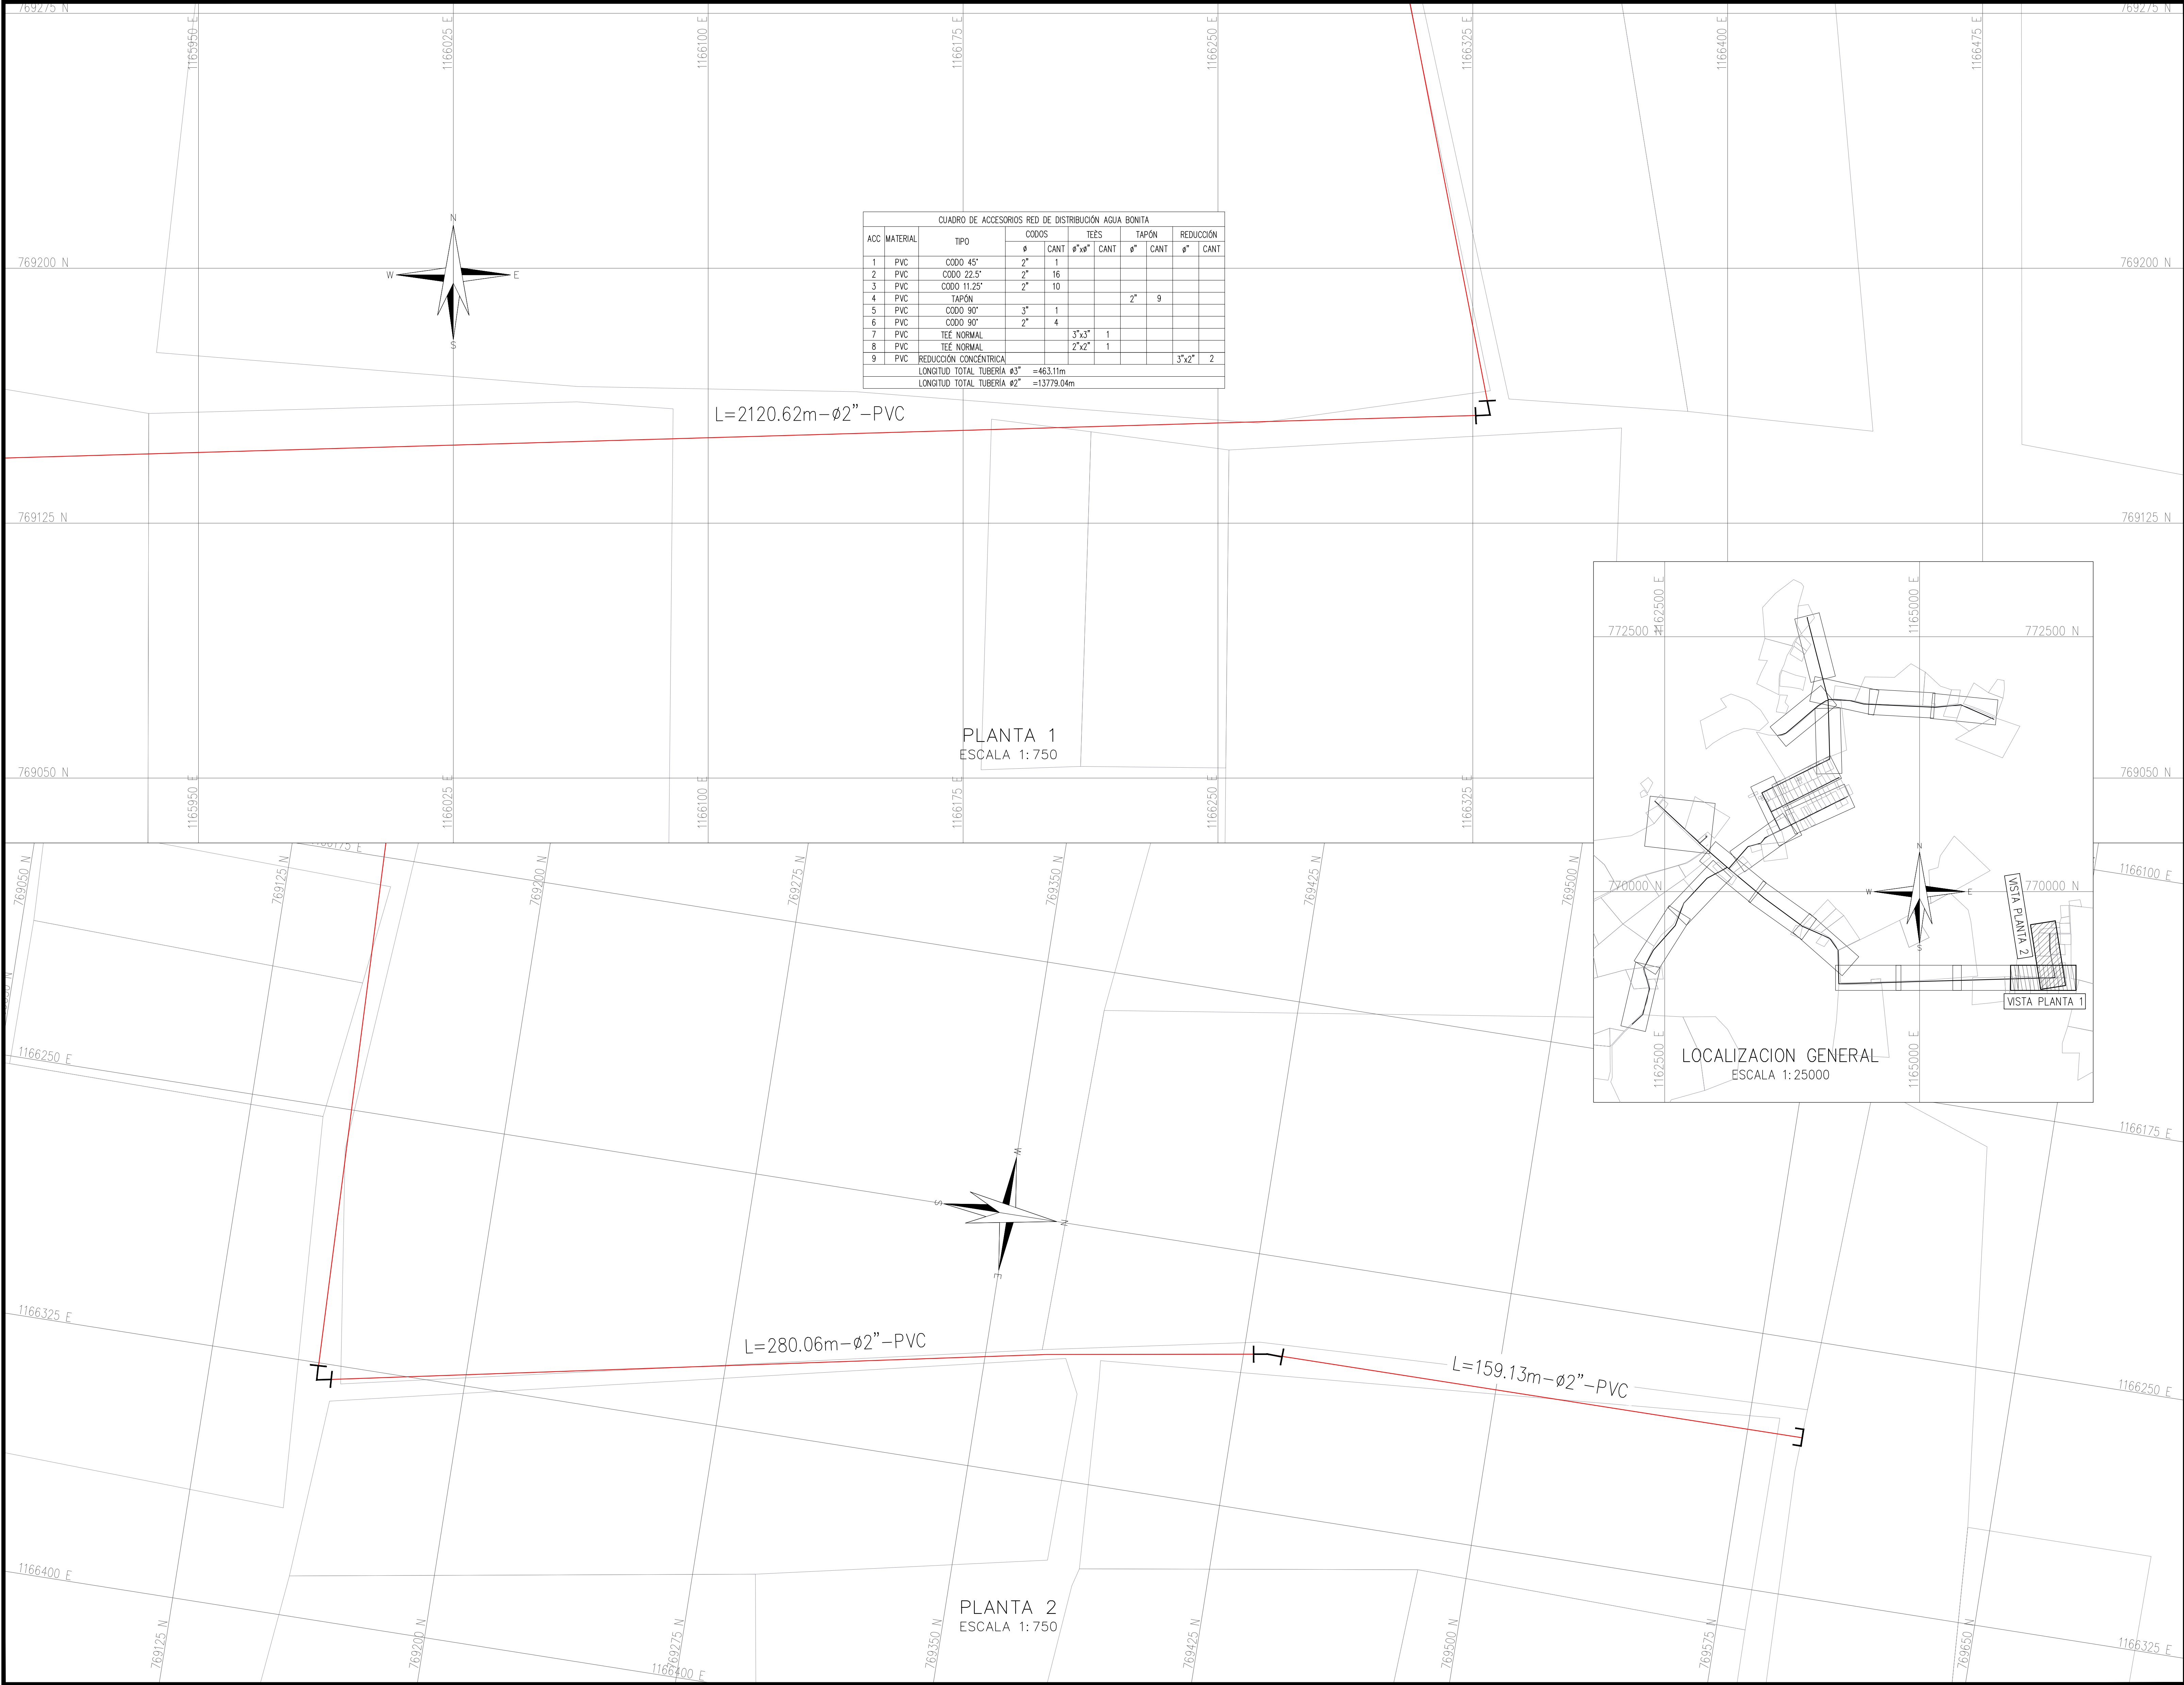 769275 N
769275 N
1165950 E
1166025 E
1166100 E
1166175 E
1166250 E
1166325 E
1166400 E
1166475 E
N
W
E
S
769200 N
769200 N
CUADRO DE ACCESORIOS RED DE DISTRIBUCIÓN AGUA BONITA
ACC MATERIAL TIPO CODOS TEÈS TAPÓN REDUCCIÓN
ø CANT ø"xø" CANT ø" CANT ø" CANT
1 PVC CODO 45° 2" 1
2 PVC CODO 22.5° 2" 16
3 PVC CODO 11.25° 2" 10
4 PVC TAPÓN 2" 9
5 PVC CODO 90° 3" 1
6 PVC CODO 90° 2" 4
7 PVC TEÉ NORMAL 3"x3" 1
8 PVC TEÉ NORMAL 2"x2" 1
9 PVC REDUCCIÓN CONCÉNTRICA 3"x2" 2
LONGITUD TOTAL TUBERÍA ø3" =463.11m
LONGITUD TOTAL TUBERÍA ø2" =13779.04m
L=2120.62m-ø2"-PVC
769125 N
769125 N
PLANTA 1
ESCALA 1:750
769050 N
769050 N
1165950 E
1166025 E
1166100 E
1166175 E
1166250 E
1166325 E
1162500 E
1165000 E
772500 N
772500 N
770000 N
770000 N
N
W
E
S
VISTA PLANTA 2
VISTA PLANTA 1
1162500 E
1165000 E
LOCALIZACION GENERAL
ESCALA 1:25000
769050 N
769125 N
1166175 E
769200 N
769275 N
769350 N
769425 N
769500 N
1166100 E
1166250 E
1166175 E
W
S
N
E
1166325 E
L=280.06m-ø2"-PVC
L=159.13m-ø2"-PVC
1166250 E
1166400 E
PLANTA 2
ESCALA 1:750
769125 N
769200 N
769275 N
1166400 E
769350 N
769425 N
769500 N
769575 N
769650 N
1166325 E